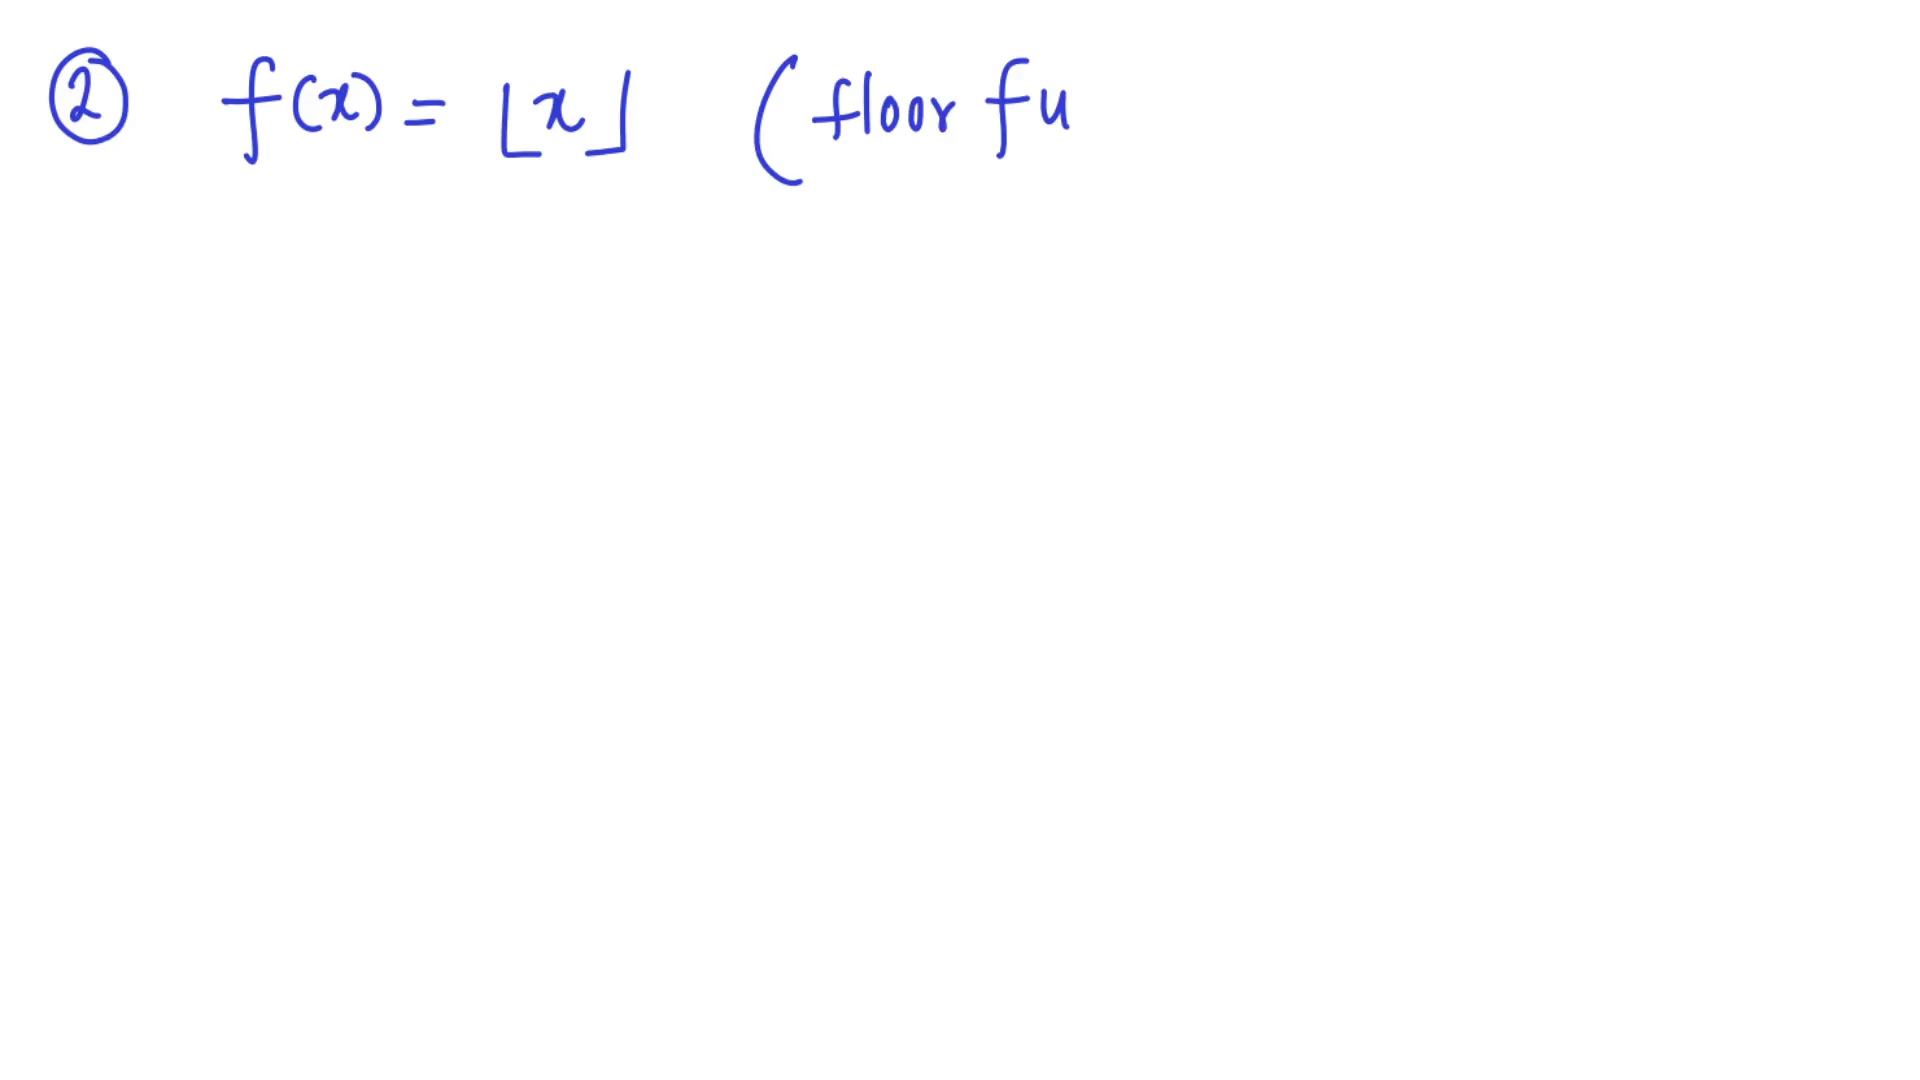 ② f(x) = ⌊x⌋ (floor fu